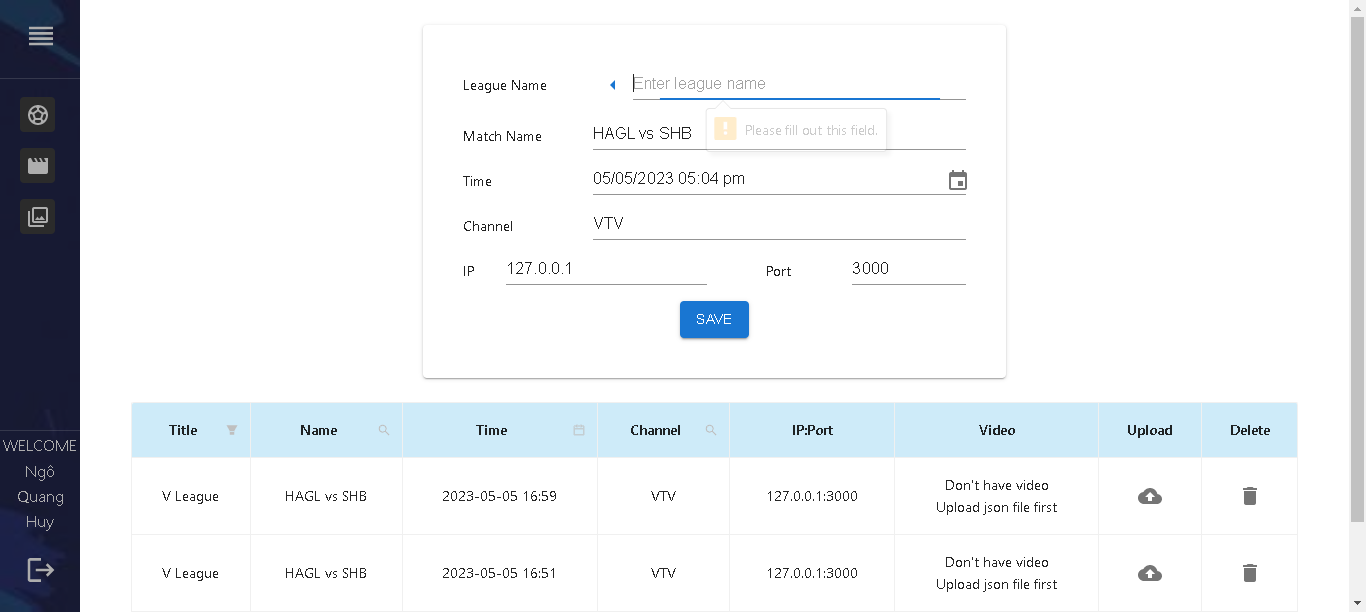 League Name
Enter league name
Please fill out this field.
Match Name
HAGL vs SHB
Time
05/05/2023 05:04 pm
Channel
VTV
IP
127.0.0.1
Port
3000
SAVE
WELCOME
Ngô
Quang
Huy
Title Name Time Channel IP:Port Video Upload Delete
V League HAGL vs SHB 2023-05-05 16:59 VTV 127.0.0.1:3000 Don't have video
Upload json file first
V League HAGL vs SHB 2023-05-05 16:51 VTV 127.0.0.1:3000 Don't have video
Upload json file first